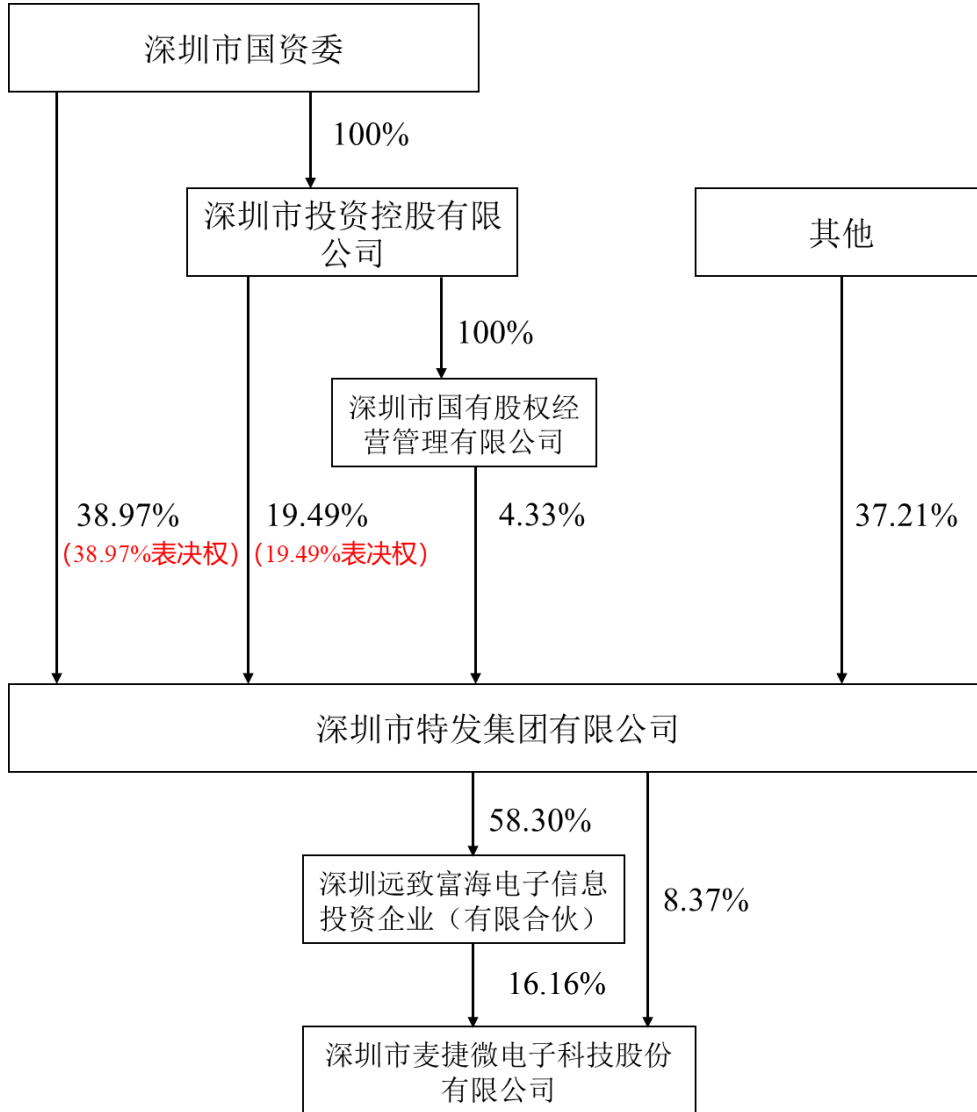 深圳市国资委
100%
深圳市投资控股有限
公司
其他
100%
深圳市国有股权经
营管理有限公司
38.97%
（38.97%表决权）
19.49%
（19.49%表决权）
4.33%
37.21%
深圳市特发集团有限公司
58.30%
深圳远致富海电子信息
投资企业（有限合伙）
8.37%
16.16%
深圳市麦捷微电子科技股份
有限公司